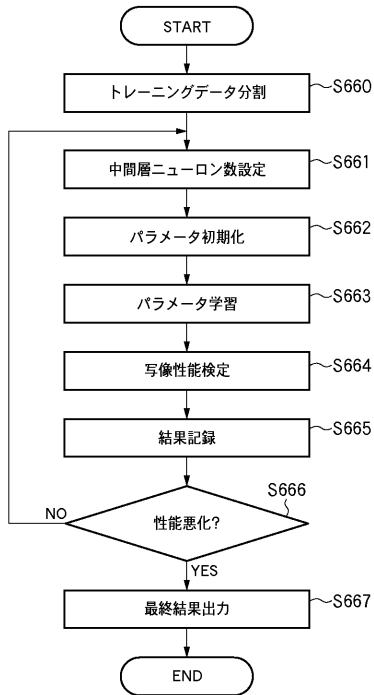 START
トレーニングデータ分割
S660
中間層ニューロン数設定
S661
パラメータ初期化
S662
パラメータ学習
S663
写像性能検定
S664
結果記録
S665
S666
性能悪化?
NO
YES
最終結果出力
S667
END